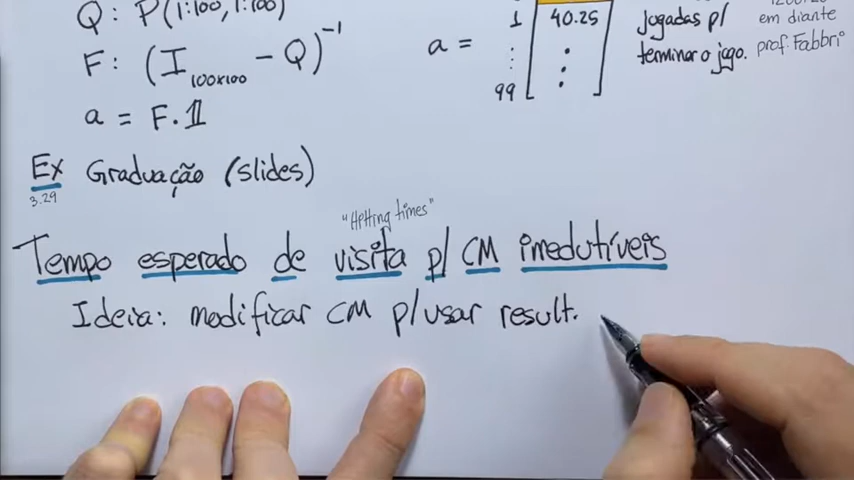 Q: P(1:100, 1:100)
F: (I₁₀₀ₓ₁₀₀ - Q)⁻¹
a = F.𝟙
a =
1
40.25
99
jogadas p/
terminar o jogo.
em diante
prof. Fabbri
Ex Graduação (slides)
3.29
"Hitting times"
Tempo esperado de visita p/ CM irredutíveis
Ideia: modificar CM p/ usar result.